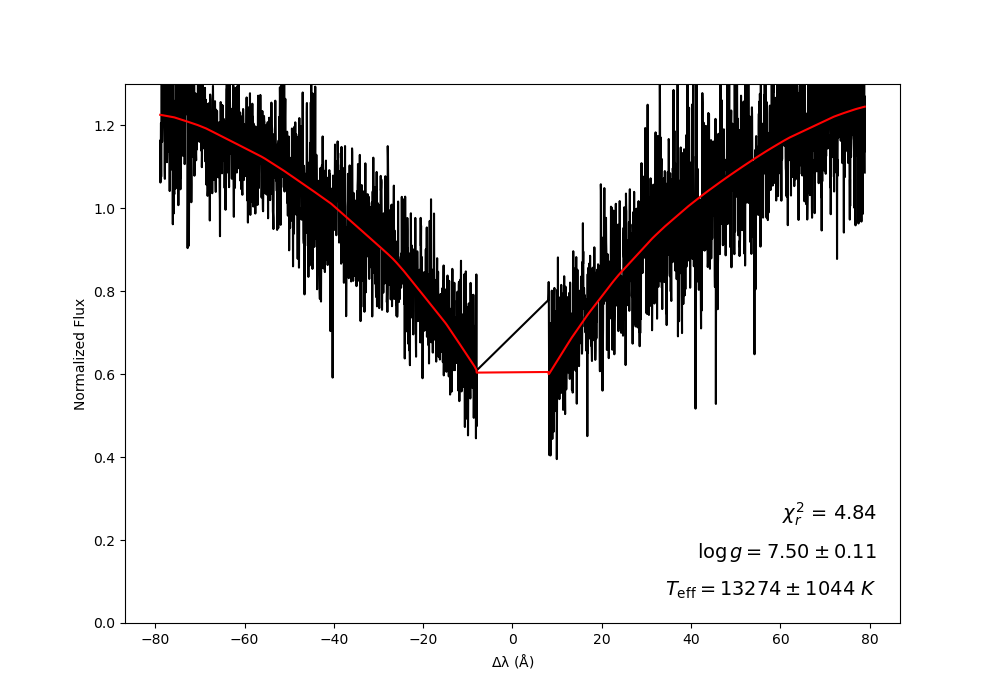 Normalized Flux
1.2
1.0
0.8
0.6
0.4
0.2
0.0
−80 −60 −40 −20 0 20 40 60 80
Δλ (Å)
χ²ᵣ = 4.84
log g = 7.50 ± 0.11
T_eff = 13274 ± 1044 K